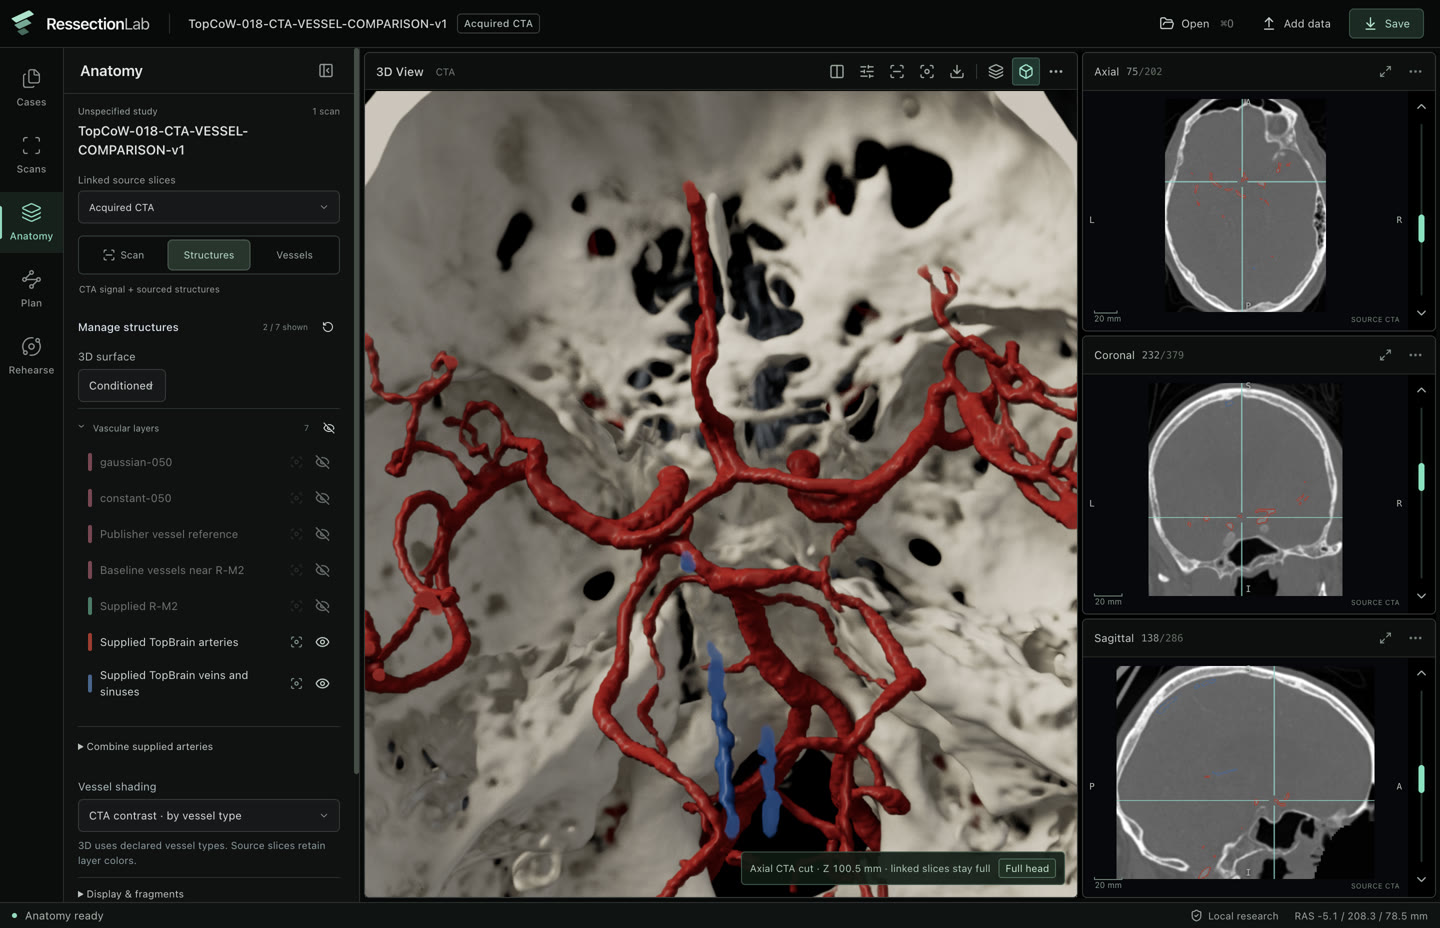 RessectionLab
TopCoW-018-CTA-VESSEL-COMPARISON-v1
Acquired CTA
Open ⌘O
Add data
Save
Cases
Scans
Anatomy
Plan
Rehearse
Anatomy
Unspecified study
1 scan
TopCoW-018-CTA-VESSEL-
COMPARISON-v1
Linked source slices
Acquired CTA
Scan
Structures
Vessels
CTA signal + sourced structures
Manage structures
2 / 7 shown
3D surface
Conditioned
Vascular layers
7
gaussian-050
constant-050
Publisher vessel reference
Baseline vessels near R-M2
Supplied R-M2
Supplied TopBrain arteries
Supplied TopBrain veins and
sinuses
Combine supplied arteries
Vessel shading
CTA contrast · by vessel type
3D uses declared vessel types. Source slices retain
layer colors.
Display & fragments
3D View CTA
Axial CTA cut · Z 100.5 mm · linked slices stay full
Full head
Axial 75/202
A
L
R
P
20 mm
SOURCE CTA
Coronal 232/379
S
L
R
I
20 mm
SOURCE CTA
Sagittal 138/286
P
A
I
20 mm
SOURCE CTA
Anatomy ready
Local research
RAS -5.1 / 208.3 / 78.5 mm